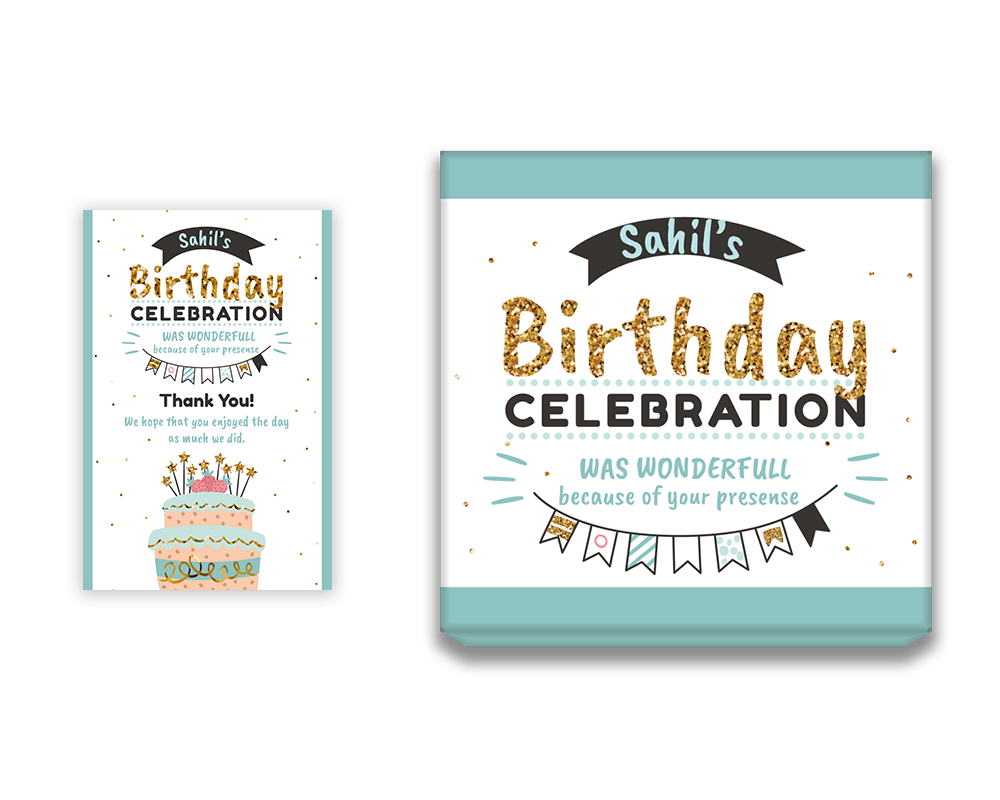 Sahil's
Birthday
CELEBRATION
WAS WONDERFULL
because of your presense
Thank You!
We hope that you enjoyed the day
as much we did.
Sahil's
Birthday
CELEBRATION
WAS WONDERFULL
because of your presense